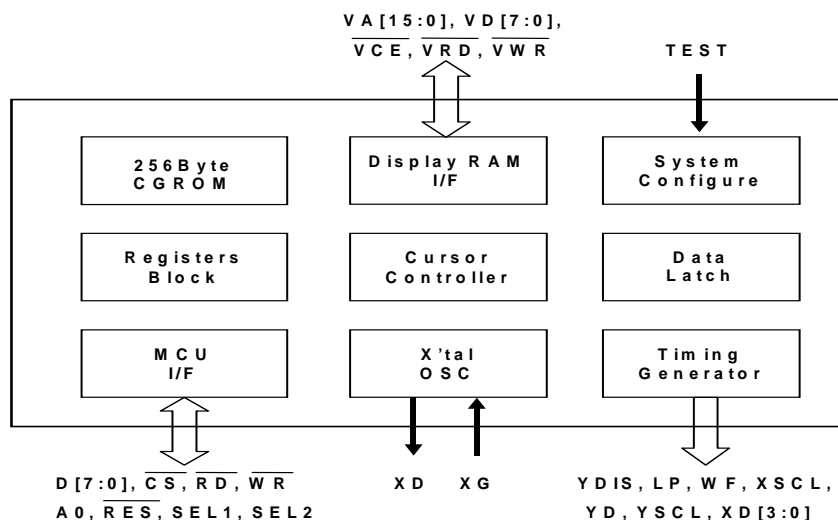 VA[15:0], VD[7:0],
VCE, VRD, VWR
TEST
256Byte
CGROM
Display RAM
I/F
System
Configure
Registers
Block
Cursor
Controller
Data
Latch
MCU
I/F
X'tal
OSC
Timing
Generator
D[7:0], CS, RD, WR
A0, RES, SEL1, SEL2
XD
XG
YDIS, LP, WF, XSCL,
YD, YSCL, XD[3:0]